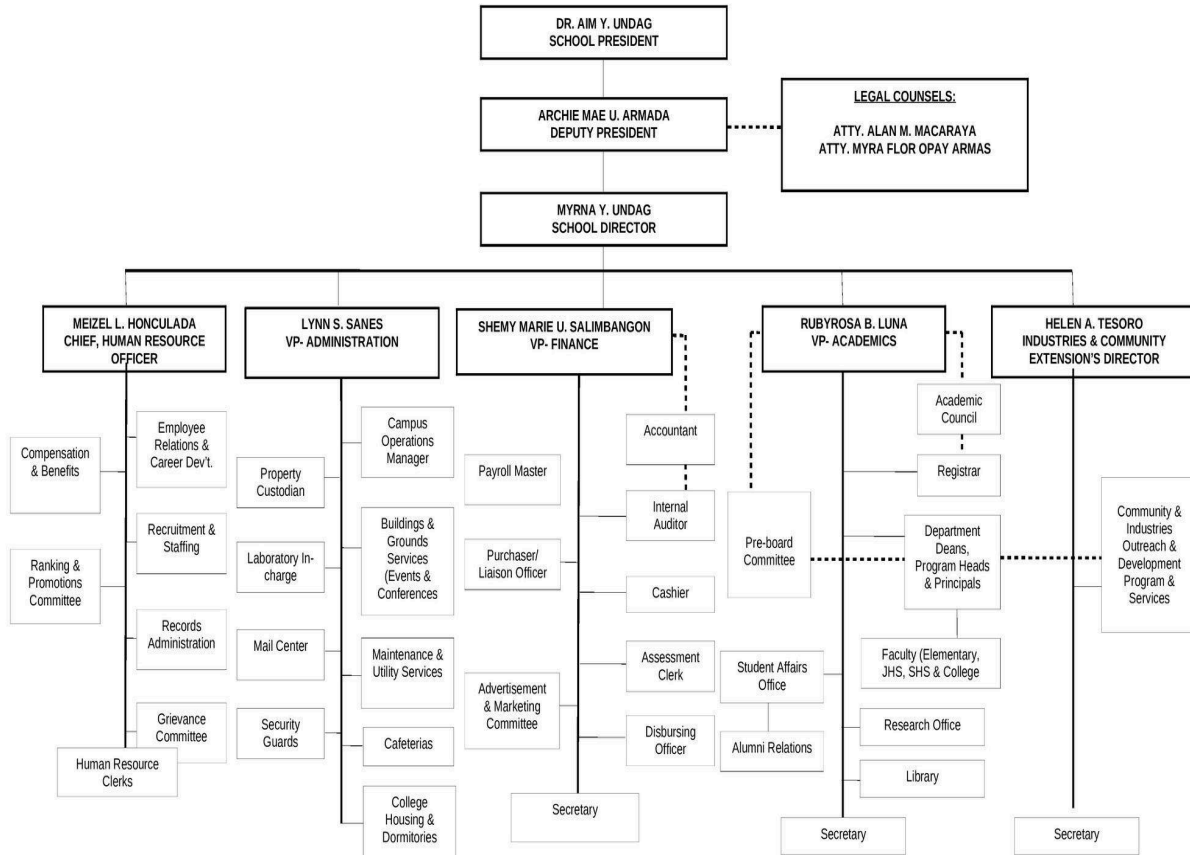 DR. AIM Y. UNDAG
SCHOOL PRESIDENT
ARCHIE MAE U. ARMADA
DEPUTY PRESIDENT
LEGAL COUNSELS:
ATTY. ALAN M. MACARAYA
ATTY. MYRA FLOR OPAY ARMAS
MYRNA Y. UNDAG
SCHOOL DIRECTOR
MEIZEL L. HONCULADA
CHIEF, HUMAN RESOURCE
OFFICER
LYNN S. SANES
VP- ADMINISTRATION
SHEMY MARIE U. SALIMBANGON
VP- FINANCE
RUBYROSA B. LUNA
VP- ACADEMICS
HELEN A. TESORO
INDUSTRIES & COMMUNITY
EXTENSION'S DIRECTOR
Employee
Relations &
Career Dev't.
Compensation
& Benefits
Recruitment &
Staffing
Ranking &
Promotions
Committee
Records
Administration
Grievance
Committee
Human Resource
Clerks
Campus
Operations
Manager
Property
Custodian
Buildings &
Grounds
Services
(Events &
Conferences
Laboratory In-
charge
Mail Center
Maintenance &
Utility Services
Security
Guards
Cafeterias
College
Housing &
Dormitories
Accountant
Payroll Master
Internal
Auditor
Purchaser/
Liaison Officer
Cashier
Assessment
Clerk
Advertisement
& Marketing
Committee
Disbursing
Officer
Secretary
Academic
Council
Registrar
Pre-board
Committee
Department
Deans,
Program Heads
& Principals
Faculty (Elementary,
JHS, SHS & College
Student Affairs
Office
Alumni Relations
Research Office
Library
Secretary
Community &
Industries
Outreach &
Development
Program &
Services
Secretary